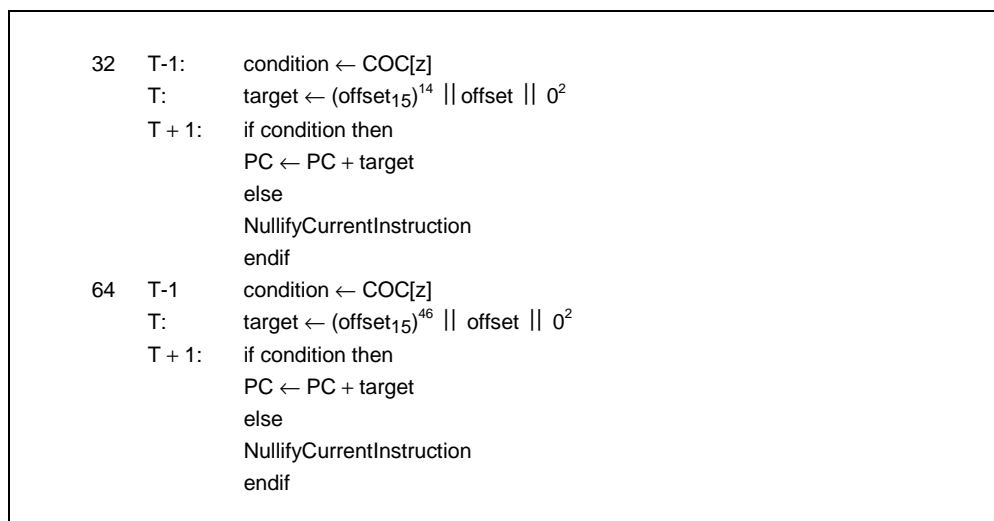 32 T-1: condition ← COC[z]
T: target ← (offset₁₅)¹⁴ || offset || 0²
T + 1: if condition then
PC ← PC + target
else
NullifyCurrentInstruction
endif
64 T-1 condition ← COC[z]
T: target ← (offset₁₅)⁴⁶ || offset || 0²
T + 1: if condition then
PC ← PC + target
else
NullifyCurrentInstruction
endif